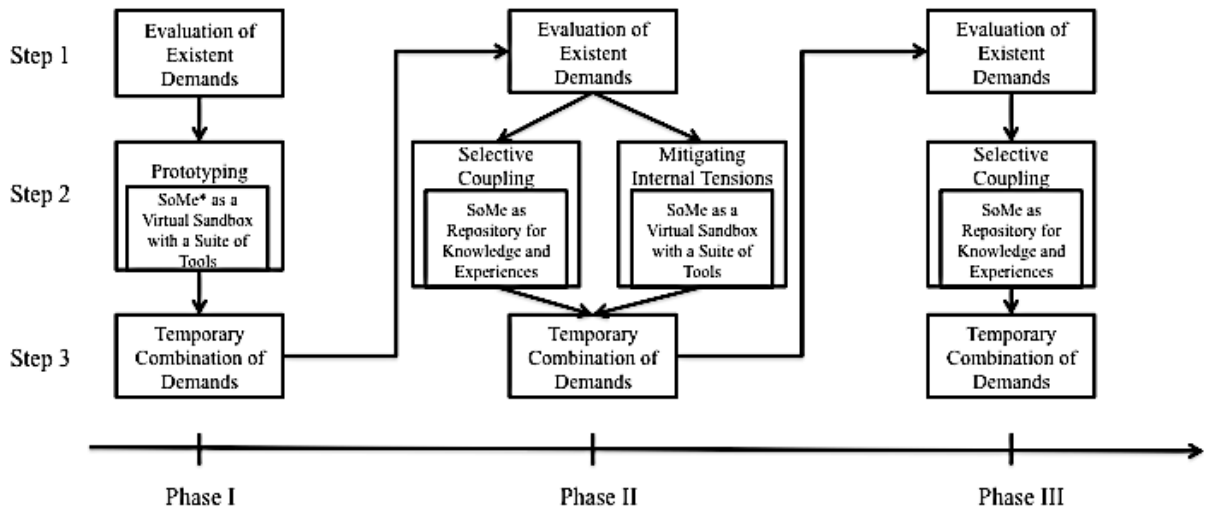 Step 1
Evaluation of
Existent
Demands
Evaluation of
Existent
Demands
Evaluation of
Existent
Demands
Step 2
Prototyping
SoMe* as a
Virtual Sandbox
with a Suite of
Tools
Selective
Coupling
SoMe as
Repository for
Knowledge and
Experiences
Mitigating
Internal Tensions
SoMe as a
Virtual Sandbox
with a Suite of
Tools
Selective
Coupling
SoMe as
Repository for
Knowledge and
Experiences
Step 3
Temporary
Combination of
Demands
Temporary
Combination of
Demands
Temporary
Combination of
Demands
Phase I
Phase II
Phase III